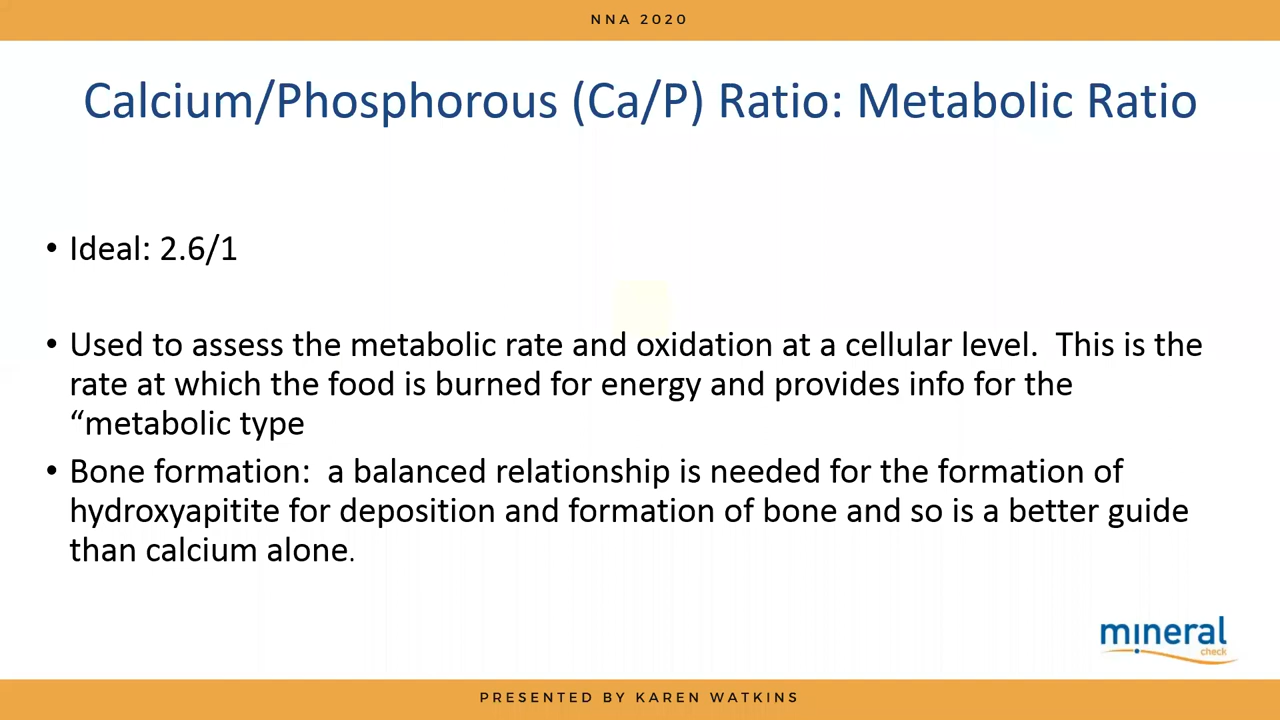 NNA 2020
Calcium/Phosphorous (Ca/P) Ratio: Metabolic Ratio
• Ideal: 2.6/1
• Used to assess the metabolic rate and oxidation at a cellular level.  This is the
rate at which the food is burned for energy and provides info for the
“metabolic type
• Bone formation:  a balanced relationship is needed for the formation of
hydroxyapitite for deposition and formation of bone and so is a better guide
than calcium alone.
mineral
check
PRESENTED BY KAREN WATKINS